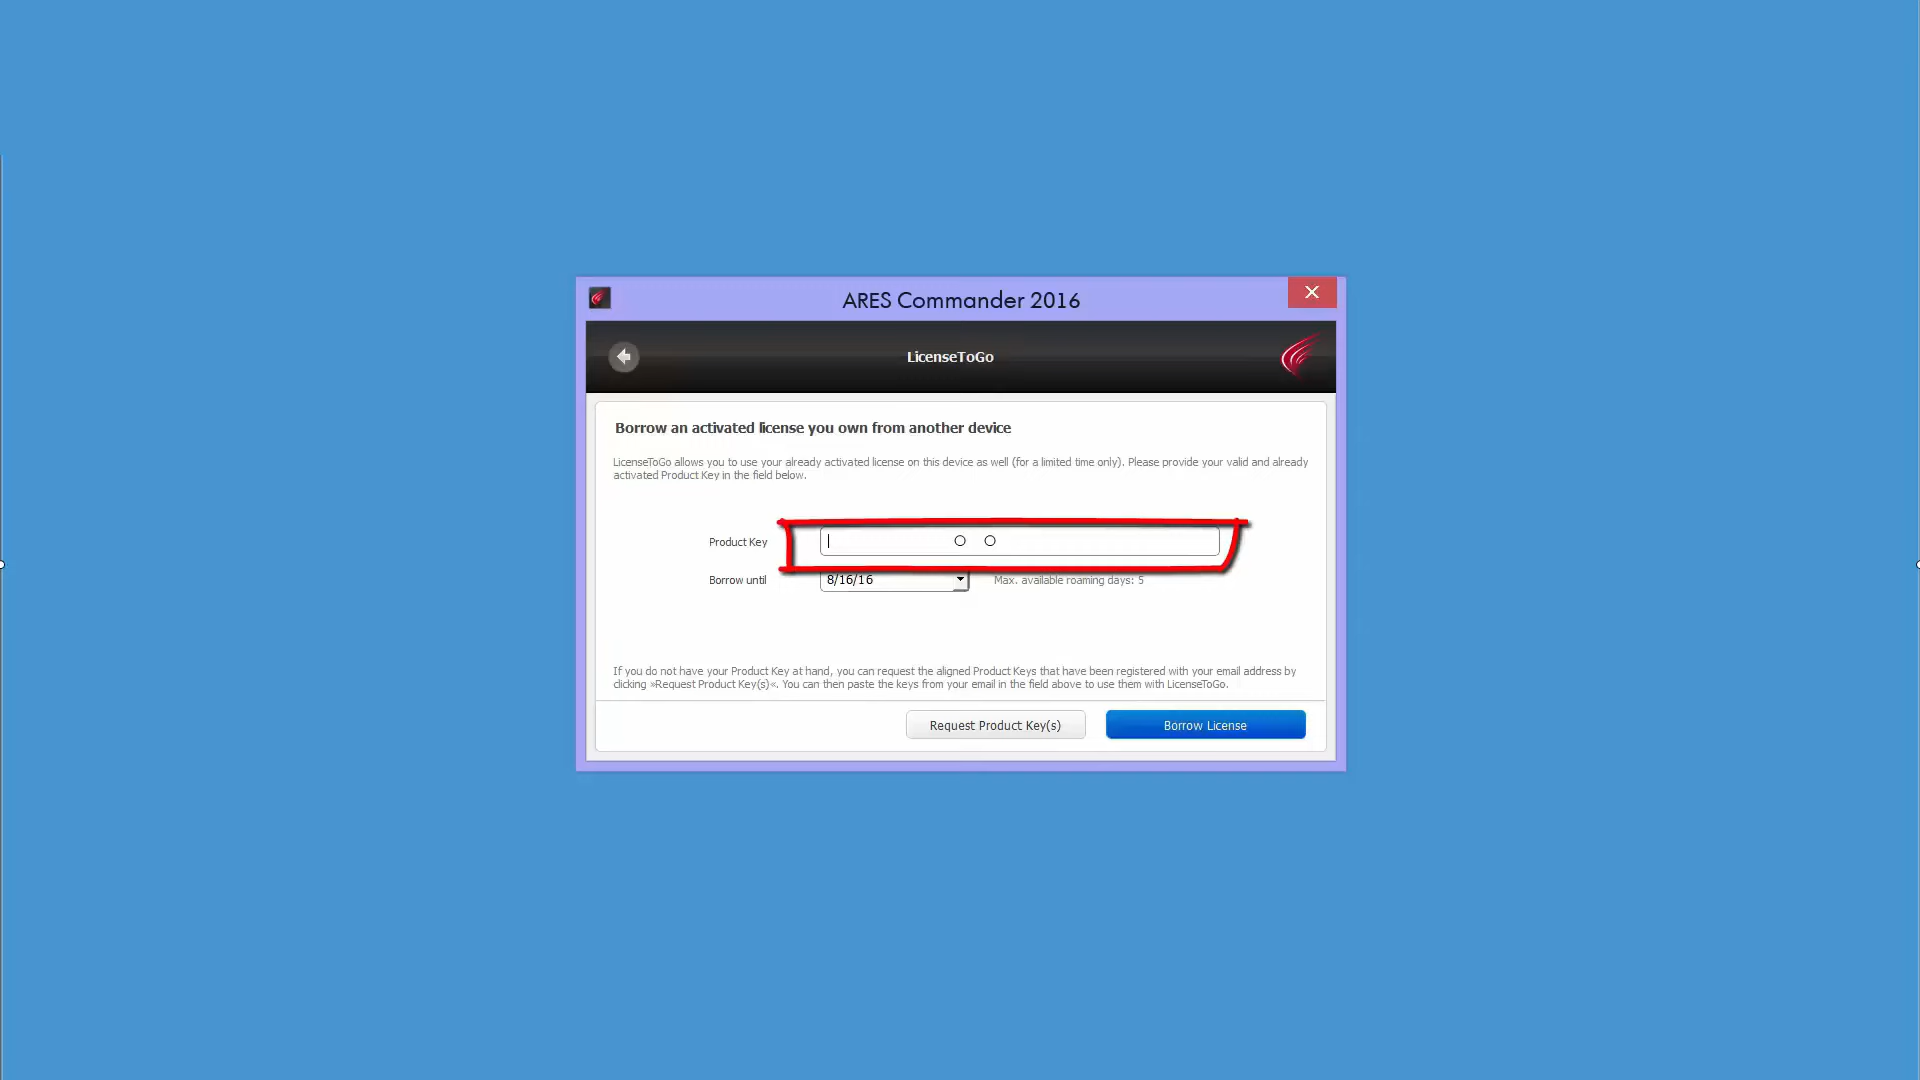 ARES Commander 2016
LicenseToGo
Borrow an activated license you own from another device
LicenseToGo allows you to use your already activated license on this device as well (for a limited time only). Please provide your valid and already
activated Product Key in the field below.
Product Key
Borrow until 8/16/16 Max. available roaming days: 5
If you do not have your Product Key at hand, you can request the aligned Product Keys that have been registered with your email address by
clicking »Request Product Key(s)«. You can then paste the keys from your email in the field above to use them with LicenseToGo.
Request Product Key(s) Borrow License